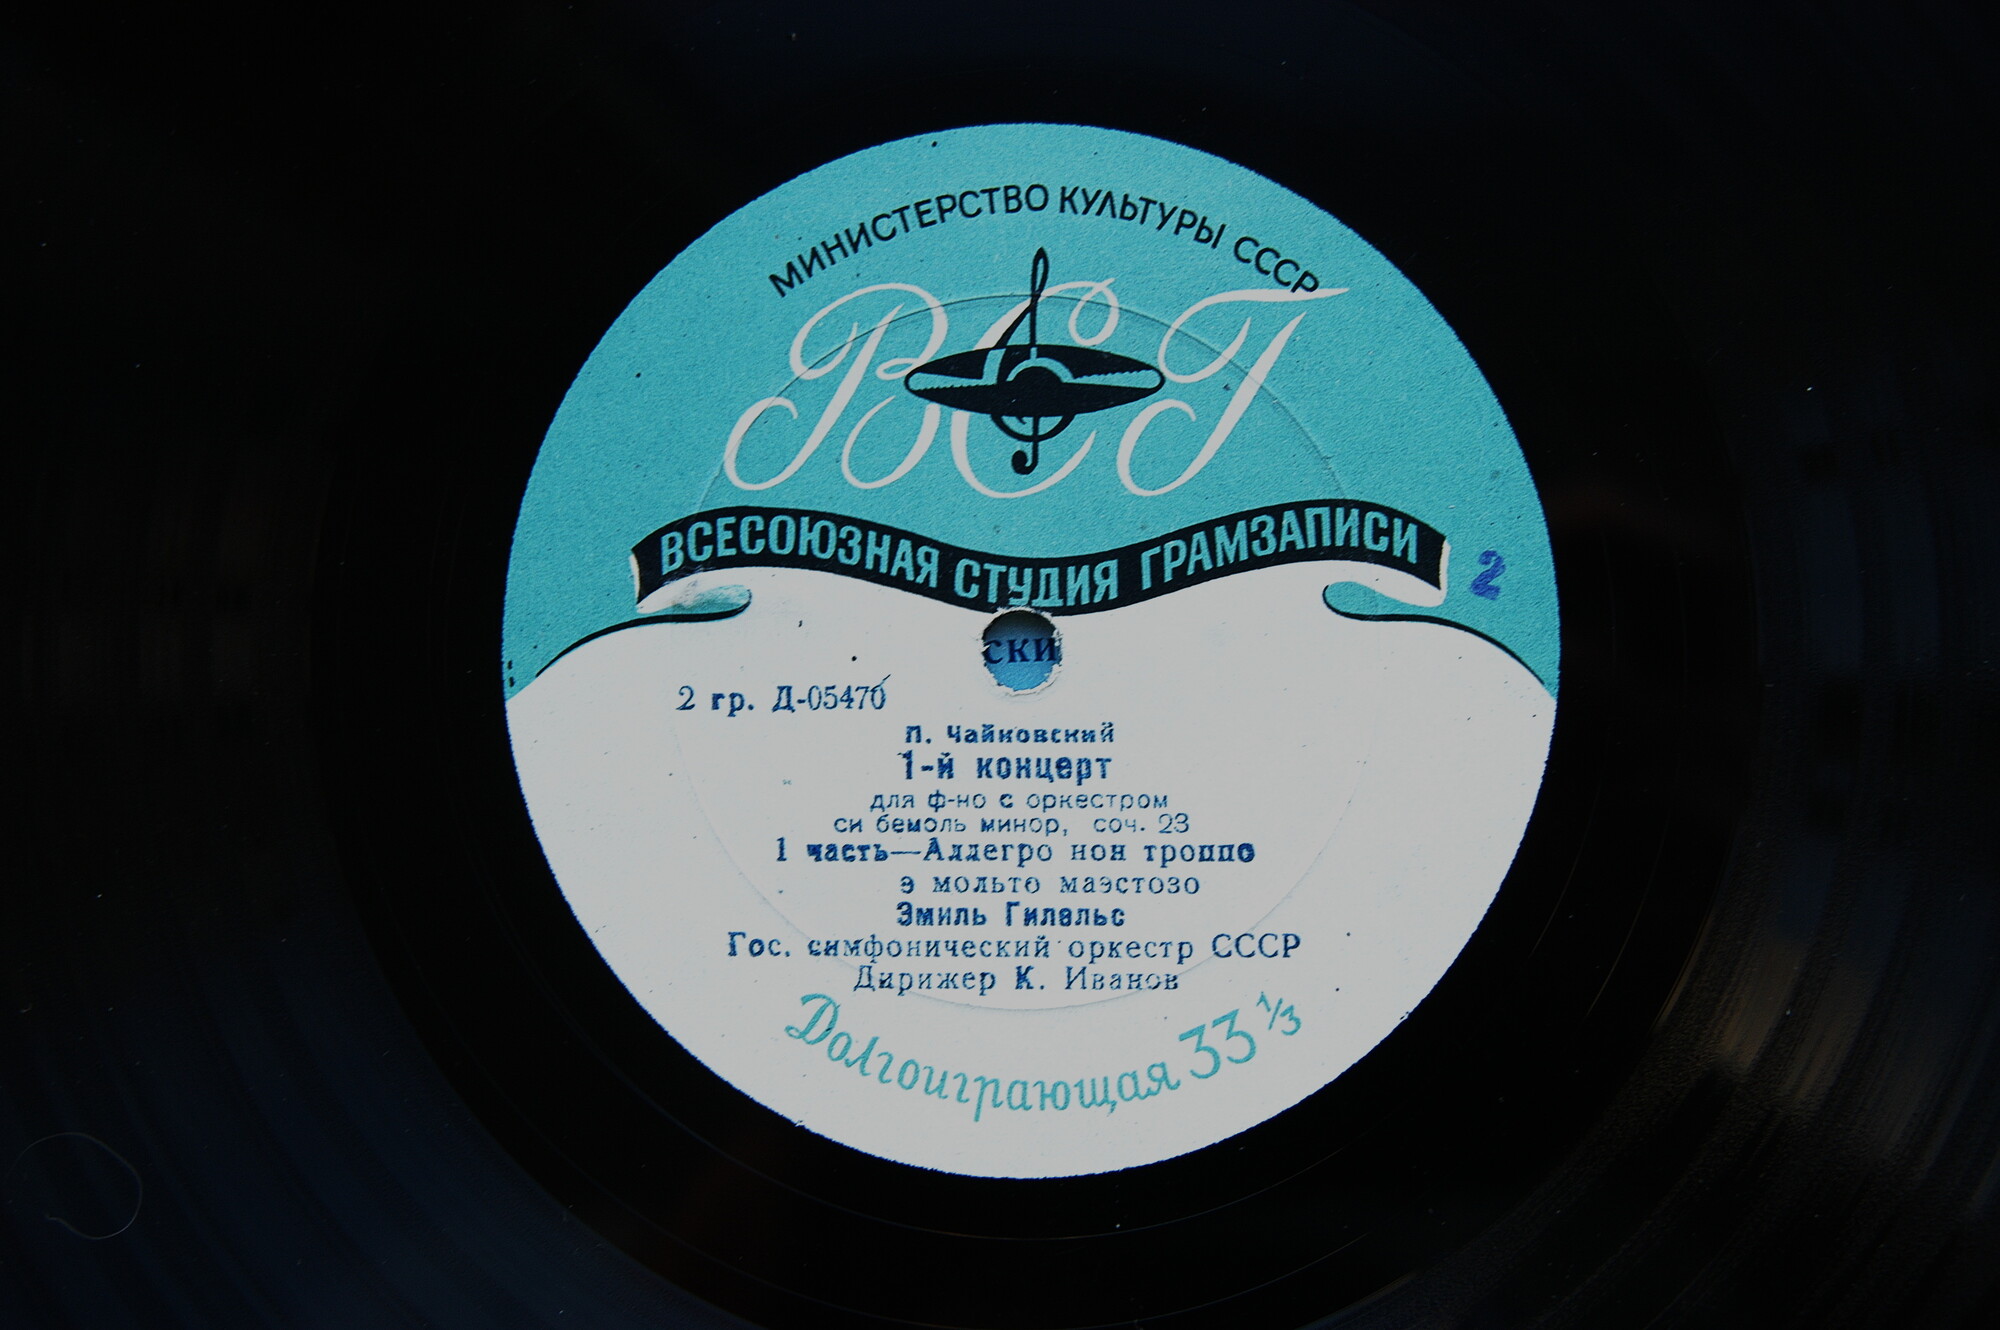 МИНИСТЕРСТВО КУЛЬТУРЫ СССР
ВСГ
ВСЕСОЮЗНАЯ СТУДИЯ ГРАМЗАПИСИ
2
ски
2 гр. Д-05470
П. Чайковский
1-й концерт
для ф-но с оркестром
си бемоль минор, соч. 23
1 часть—Аллегро нон троппо
э мольто маэстозо
Эмиль Гилельс
Гос. симфонический оркестр СССР
Дирижер К. Иванов
Долгоиграющая 33 1/3